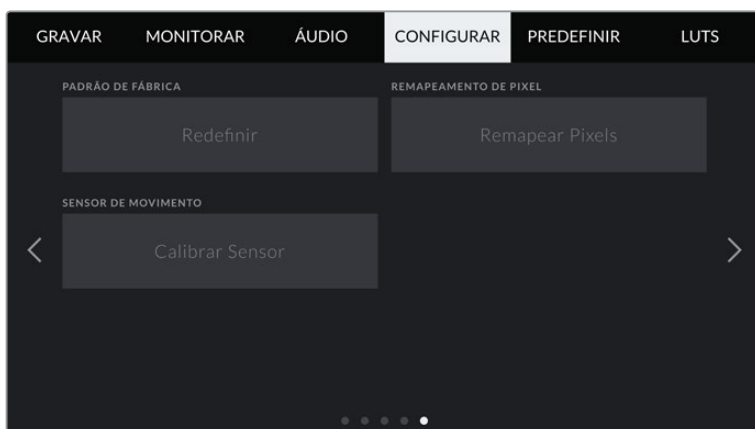 GRAVAR MONITORAR ÁUDIO CONFIGURAR PREDEFINIR LUTS
PADRÃO DE FÁBRICA REMAPEAMENTO DE PIXEL
Redefinir Remapear Pixels
SENSOR DE MOVIMENTO
Calibrar Sensor